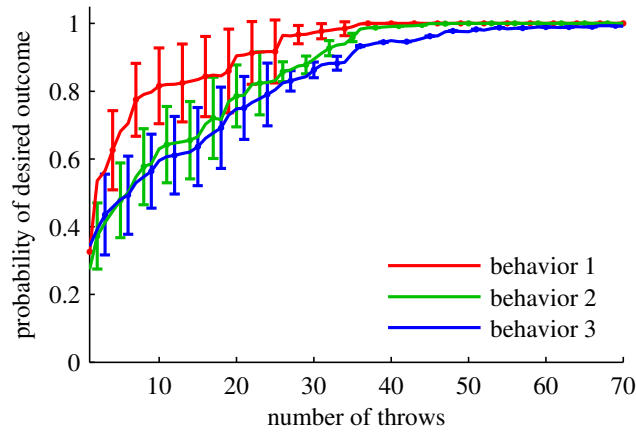 probability of desired outcome
1
0.8
0.6
0.4
0.2
0
behavior 1
behavior 2
behavior 3
10 20 30 40 50 60 70
number of throws